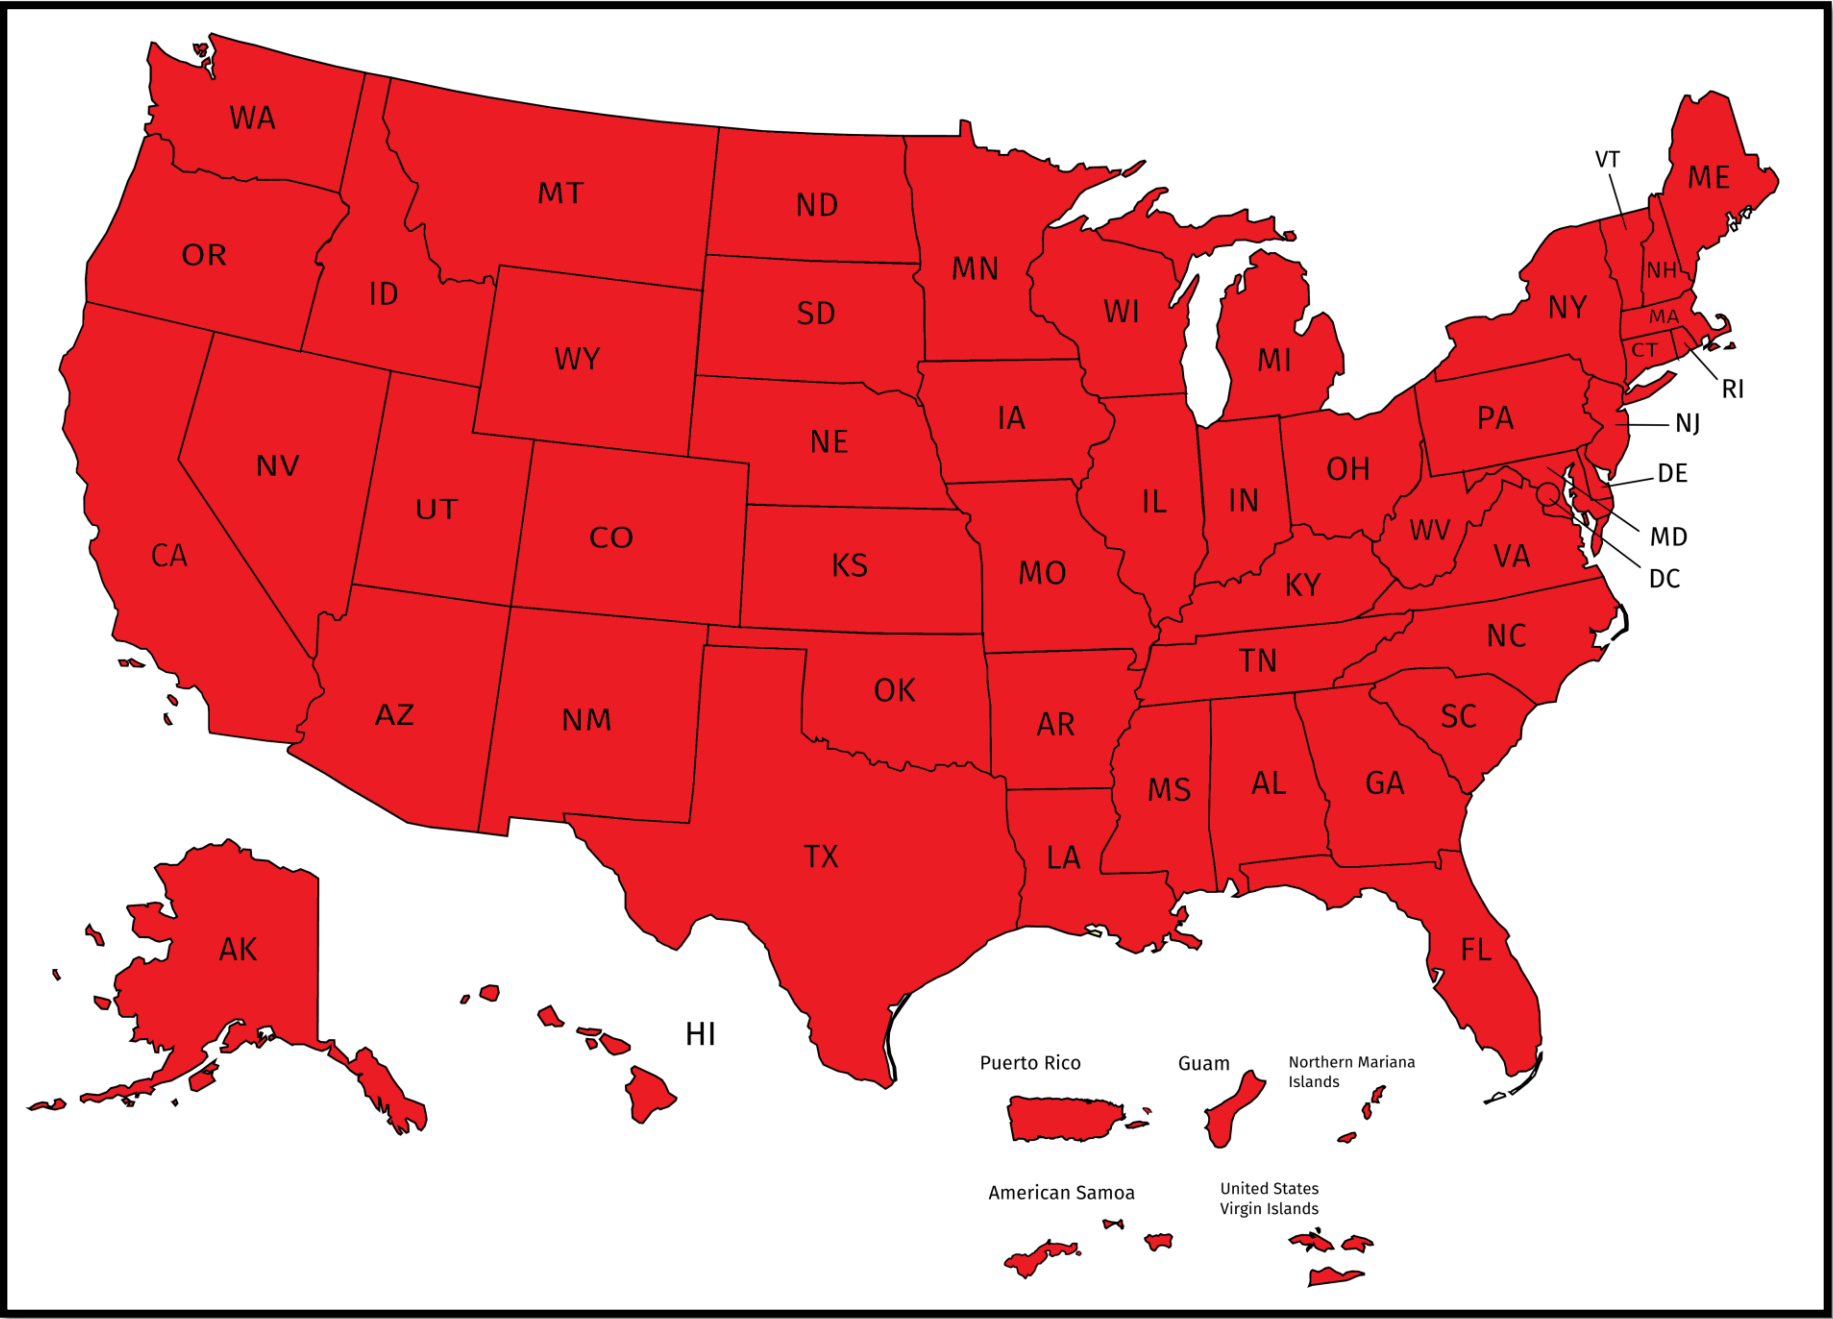 WA
MT
ND
MN
VT
ME
OR
ID
SD
WI
NY
NH
MA
WY
MI
CT
RI
IA
PA
NJ
NE
NV
OH
DE
UT
IL
IN
CO
WV
MD
CA
KS
MO
KY
VA
DC
NC
TN
OK
AZ
NM
AR
SC
MS
AL
GA
TX
LA
AK
FL
HI
Puerto Rico
Guam
Northern Mariana
Islands
American Samoa
United States
Virgin Islands